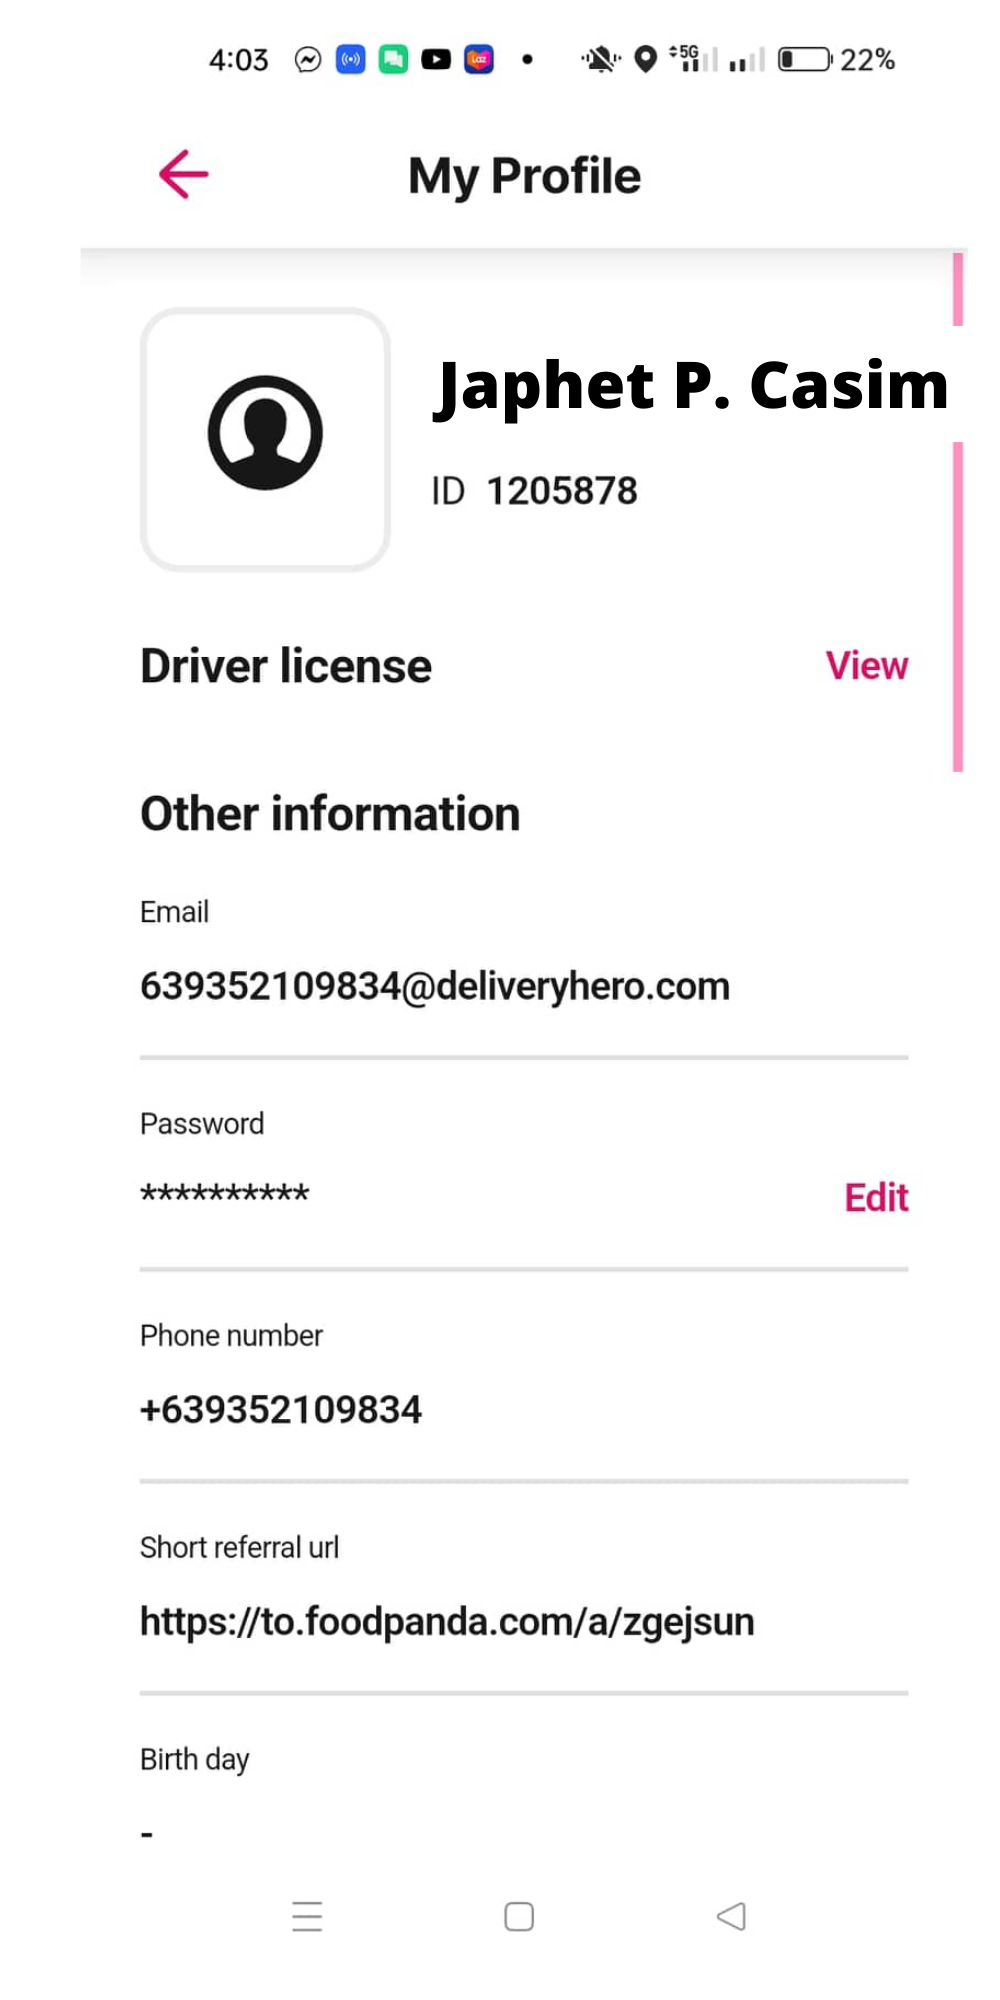 4:03 5G 22%
My Profile
Japhet P. Casim
ID 1205878
Driver license View
Other information
Email
639352109834@deliveryhero.com
Password
********** Edit
Phone number
+639352109834
Short referral url
https://to.foodpanda.com/a/zgejsun
Birth day
-